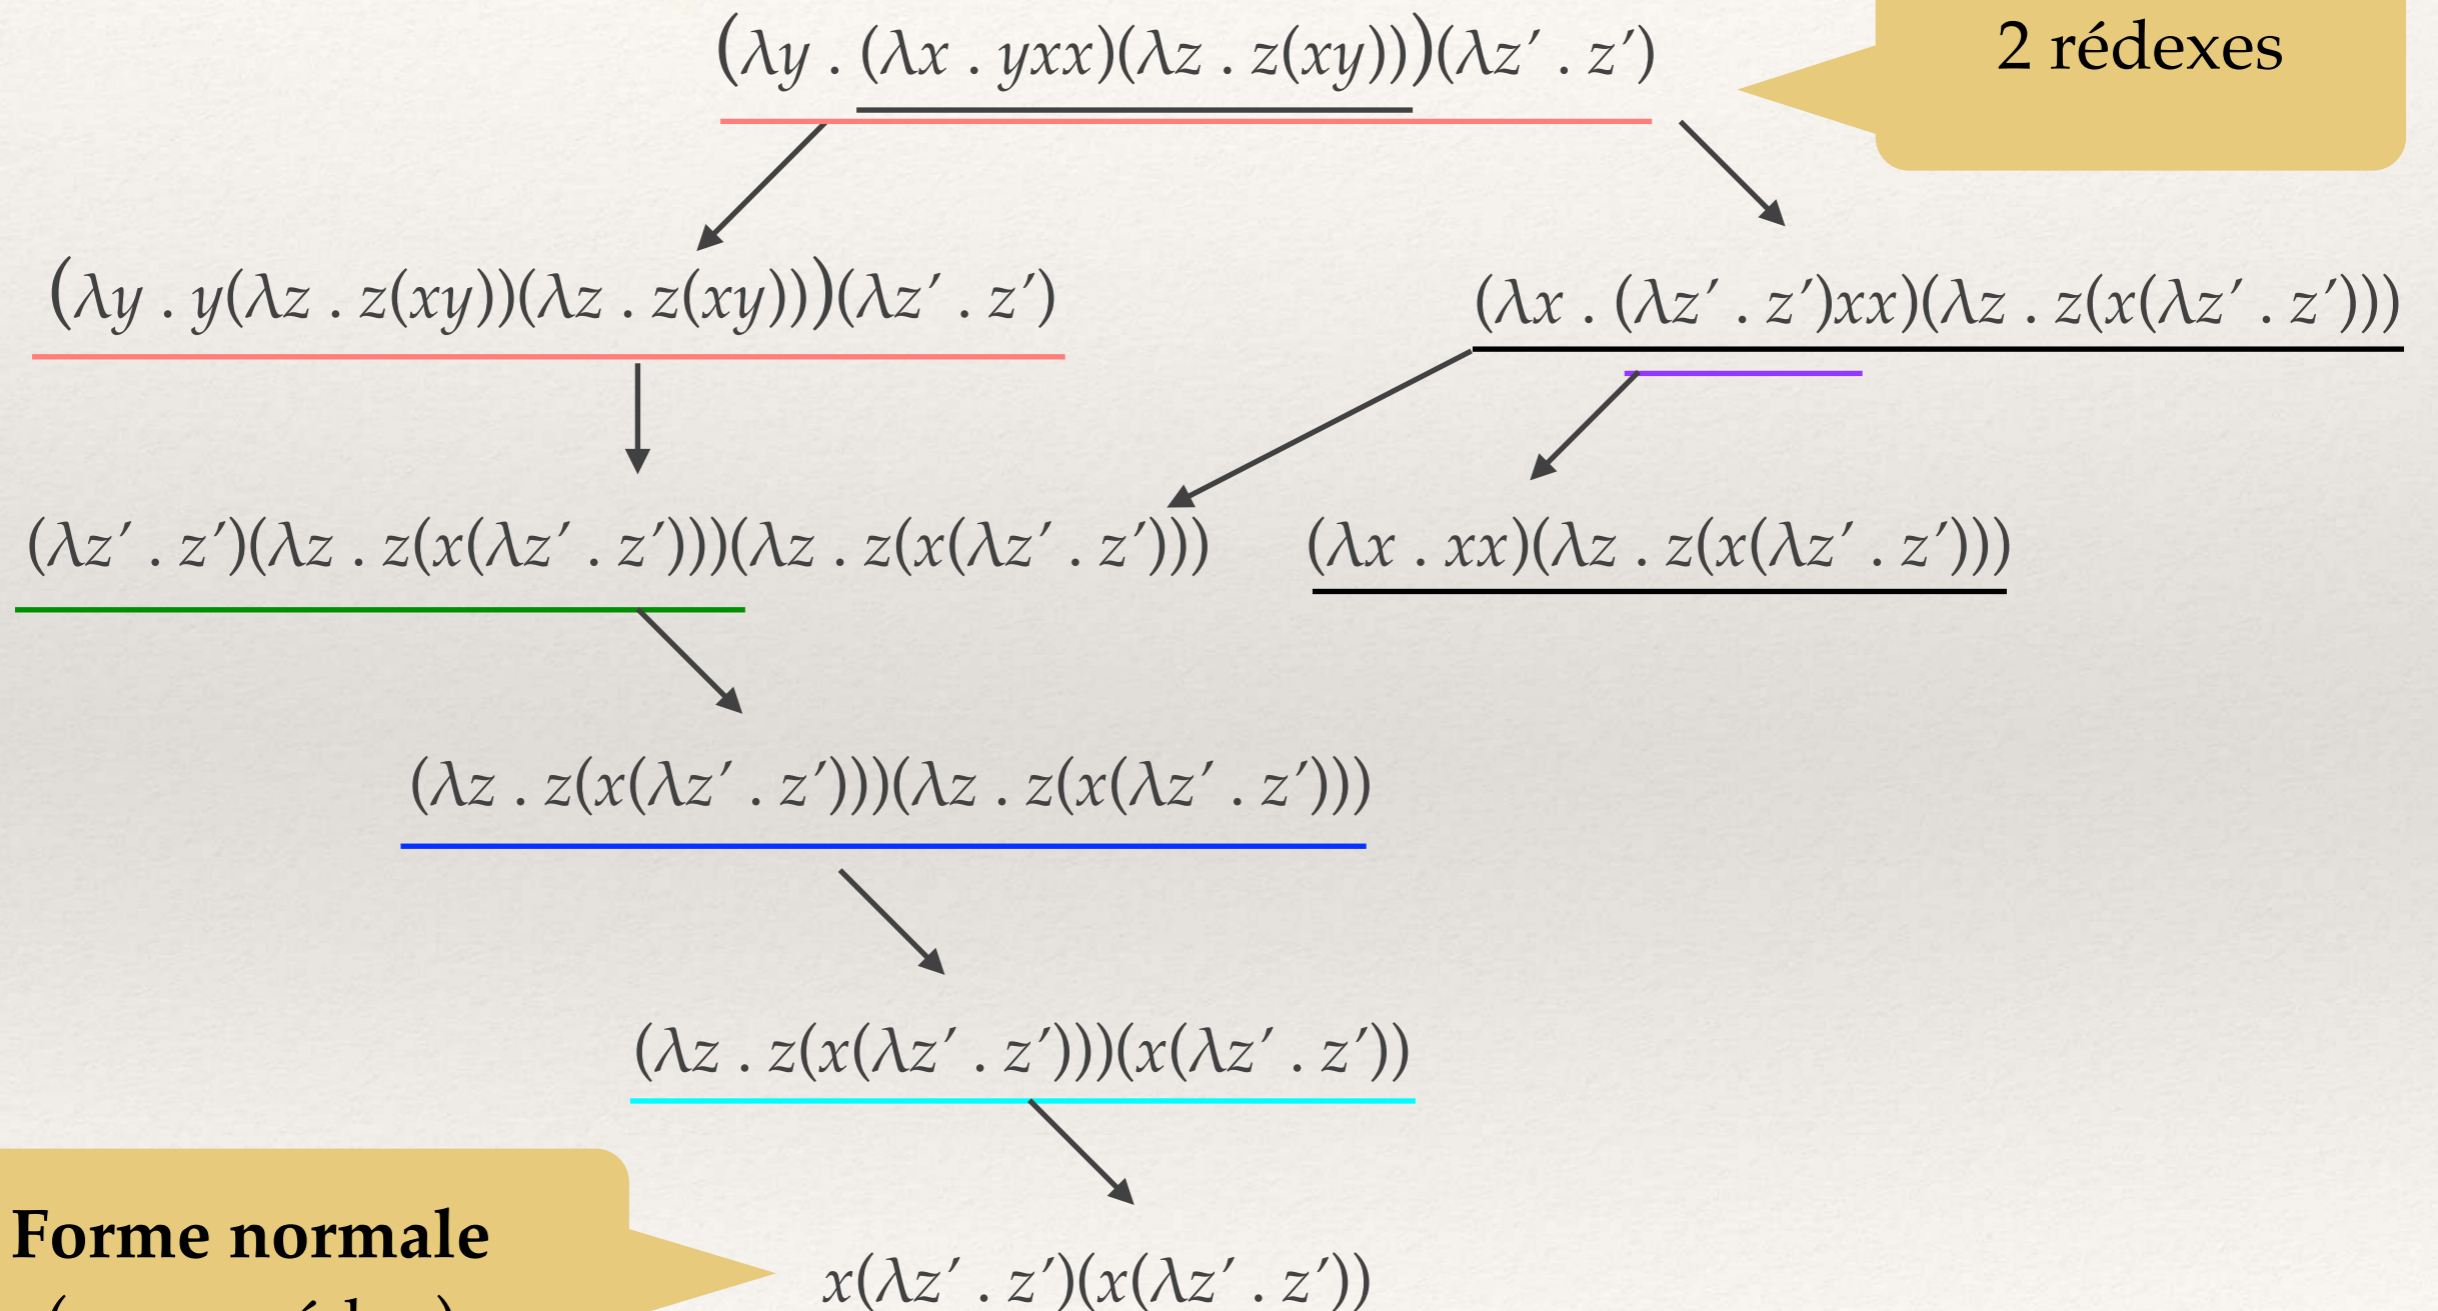 (λy . (λx . yxx)(λz . z(xy)))(λz′ . z′)
2 rédexes
(λy . y(λz . z(xy))(λz . z(xy)))(λz′ . z′)
(λx . (λz′ . z′)xx)(λz . z(x(λz′ . z′)))
(λz′ . z′)(λz . z(x(λz′ . z′)))(λz . z(x(λz′ . z′)))
(λx . xx)(λz . z(x(λz′ . z′)))
(λz . z(x(λz′ . z′)))(λz . z(x(λz′ . z′)))
(λz . z(x(λz′ . z′)))(x(λz′ . z′))
Forme normale
x(λz′ . z′)(x(λz′ . z′))